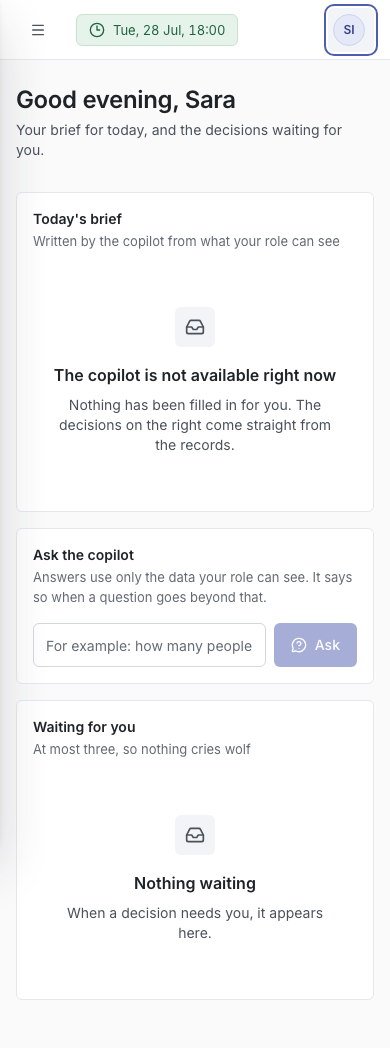 Tue, 28 Jul, 18:00
SI
Good evening, Sara
Your brief for today, and the decisions waiting for
you.
Today's brief
Written by the copilot from what your role can see
The copilot is not available right now
Nothing has been filled in for you. The
decisions on the right come straight from
the records.
Ask the copilot
Answers use only the data your role can see. It says
so when a question goes beyond that.
For example: how many people
Ask
Waiting for you
At most three, so nothing cries wolf
Nothing waiting
When a decision needs you, it appears
here.